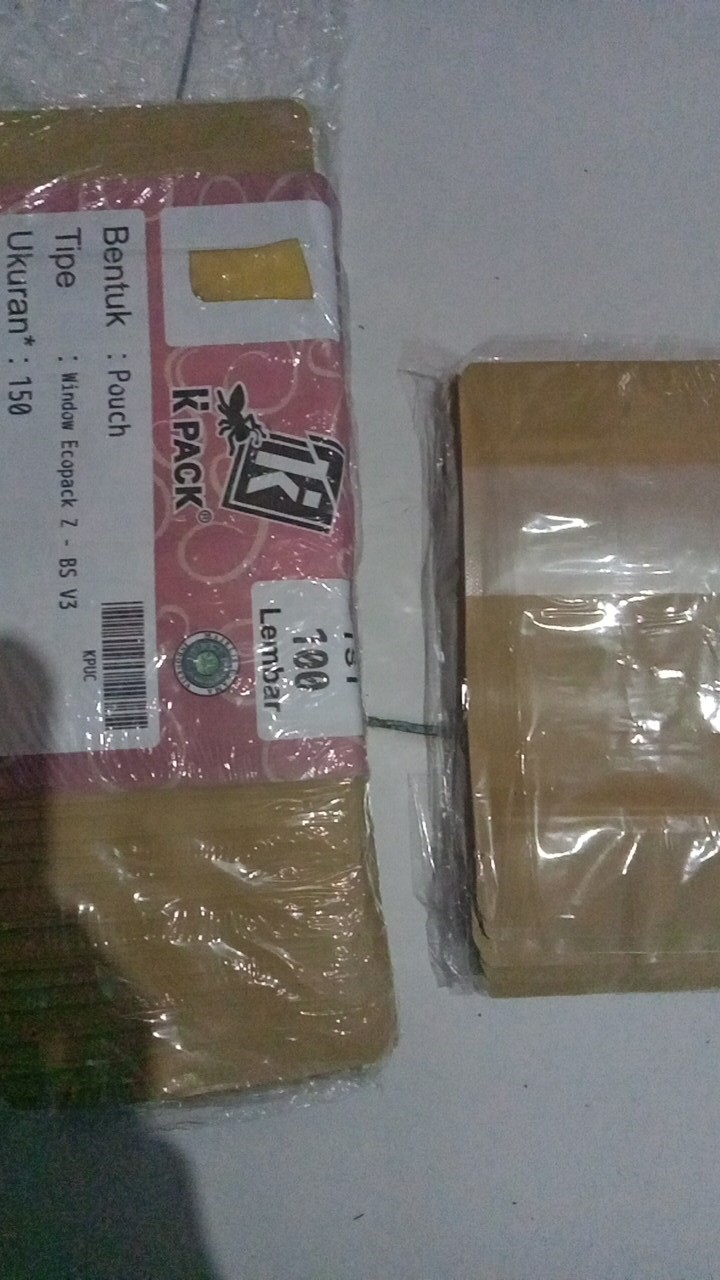 K PACK®
Isi
100
Lembar
Bentuk : Pouch
Tipe : Window Ecopack Z - BS V3
Ukuran* : 150
KPUC